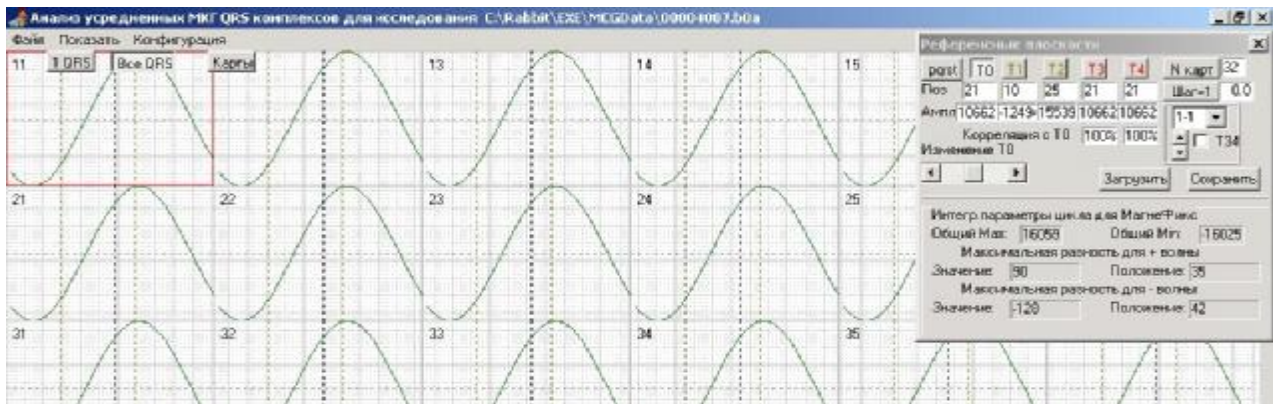 Анализ усредненных МКГ QRS комплексов для исследования C:\Rabbit\EXE\MCGData\00004007.b0a
Файл Показать Конфигурация
11 1 QRS Все QRS Карты 13 14 15
21 22 23 24 25
31 32 33 34 35
Референсные плоскости
post T0 T1 T2 T3 T4 N карт 32
Поз 21 10 25 21 21 Шаг=1 0.0
Ампл 10662 -1249 15539 10662 10662 1-1
Корреляция с T0 100% 100% T34
Изменение T0
Загрузить Сохранить
Интегр.параметры цикла для МагнеФикс
Общий Max: 16059 Общий Min: -16025
Максимальная разность для + волны
Значение: 90 Положение: 35
Максимальная разность для - волны
Значение: -120 Положение: 42